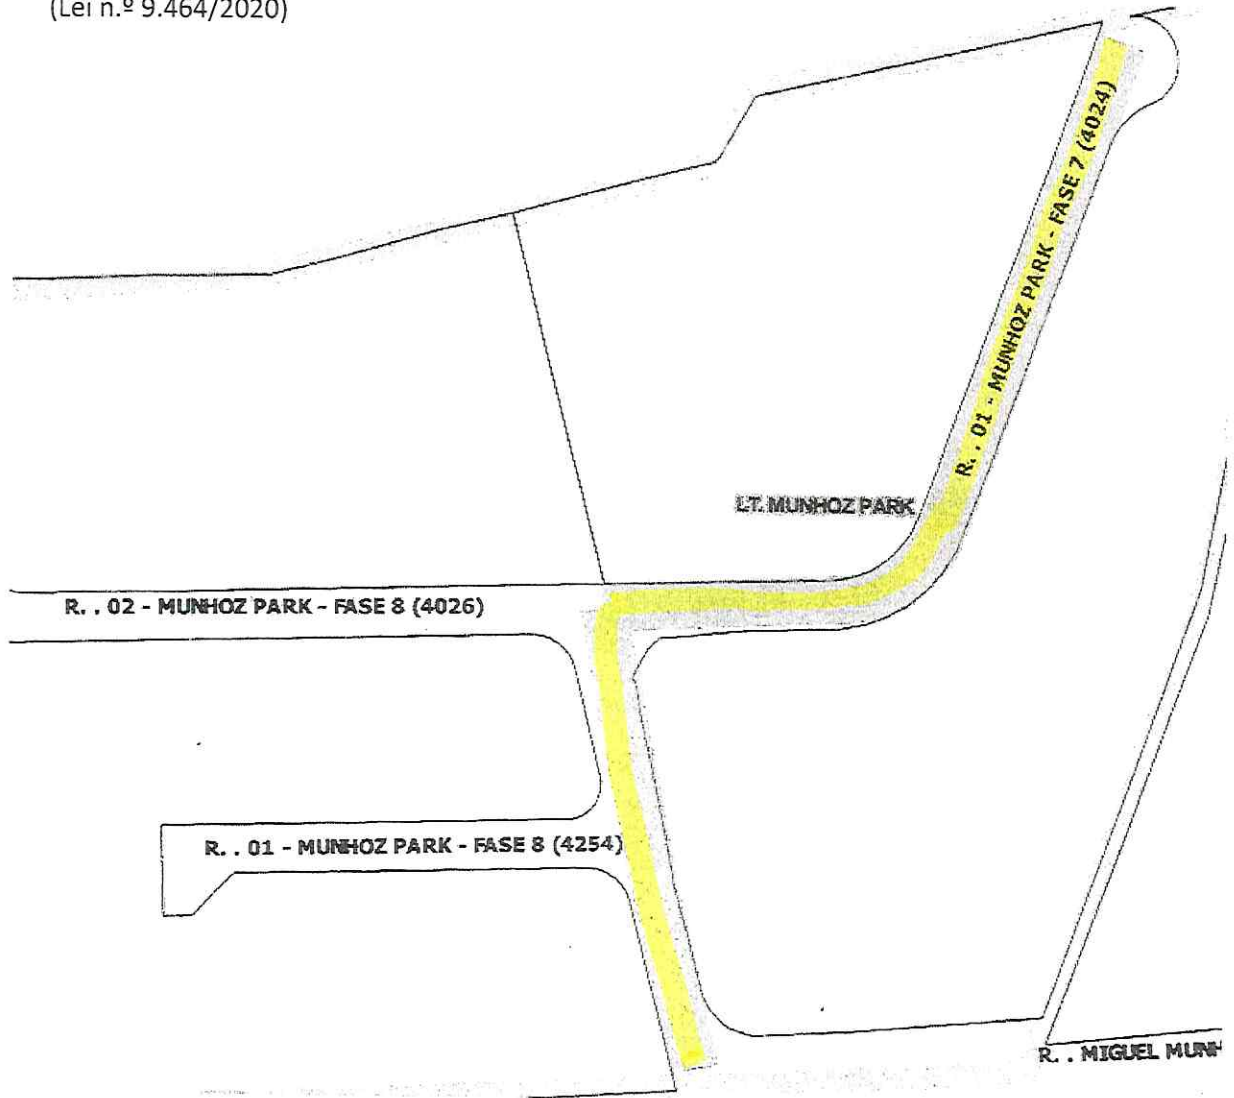 (Lei n.º 9.464/2020)
R. . 01 - MUNHOZ PARK - FASE 7 (4024)
LT. MUNHOZ PARK
R. . 02 - MUNHOZ PARK - FASE 8 (4026)
R. . 01 - MUNHOZ PARK - FASE 8 (4254)
R. . MIGUEL MUNH